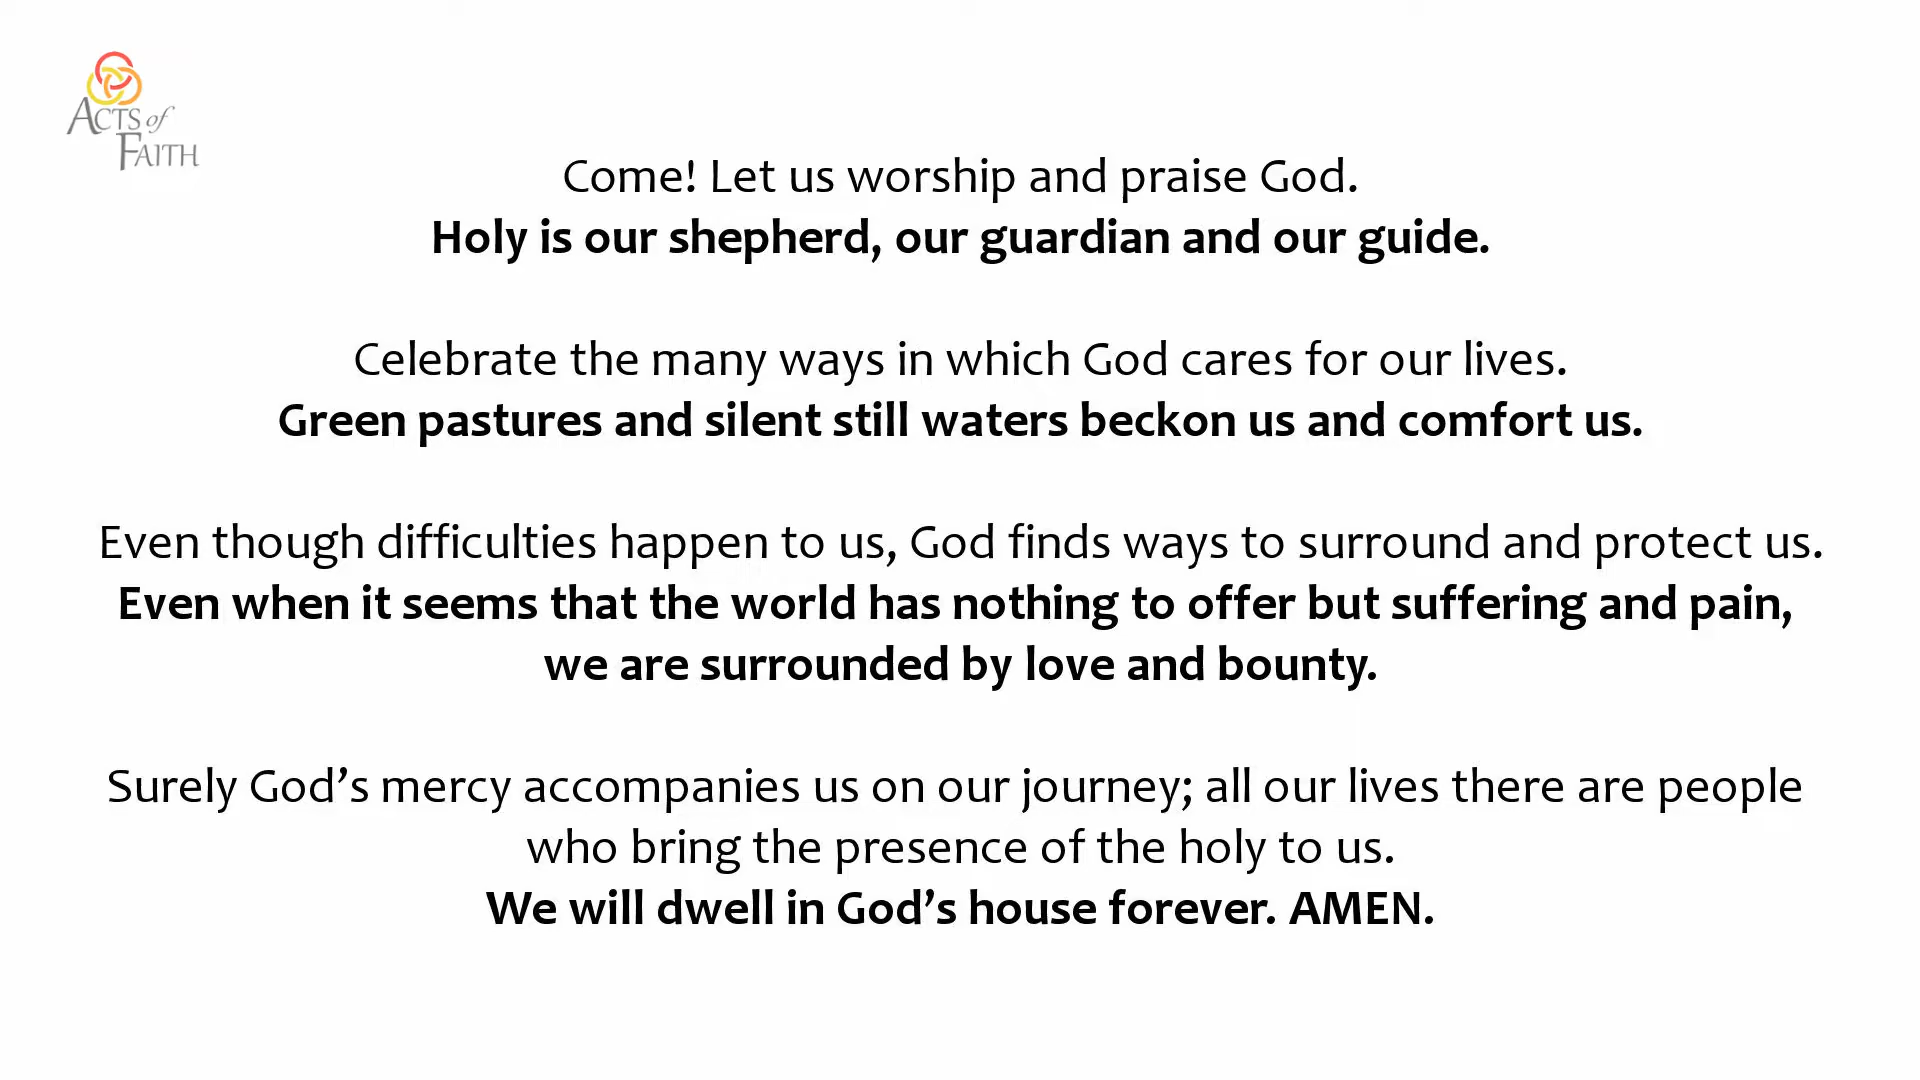 Acts of
Faith
Come! Let us worship and praise God.
Holy is our shepherd, our guardian and our guide.
Celebrate the many ways in which God cares for our lives.
Green pastures and silent still waters beckon us and comfort us.
Even though difficulties happen to us, God finds ways to surround and protect us.
Even when it seems that the world has nothing to offer but suffering and pain,
we are surrounded by love and bounty.
Surely God’s mercy accompanies us on our journey; all our lives there are people
who bring the presence of the holy to us.
We will dwell in God’s house forever. AMEN.